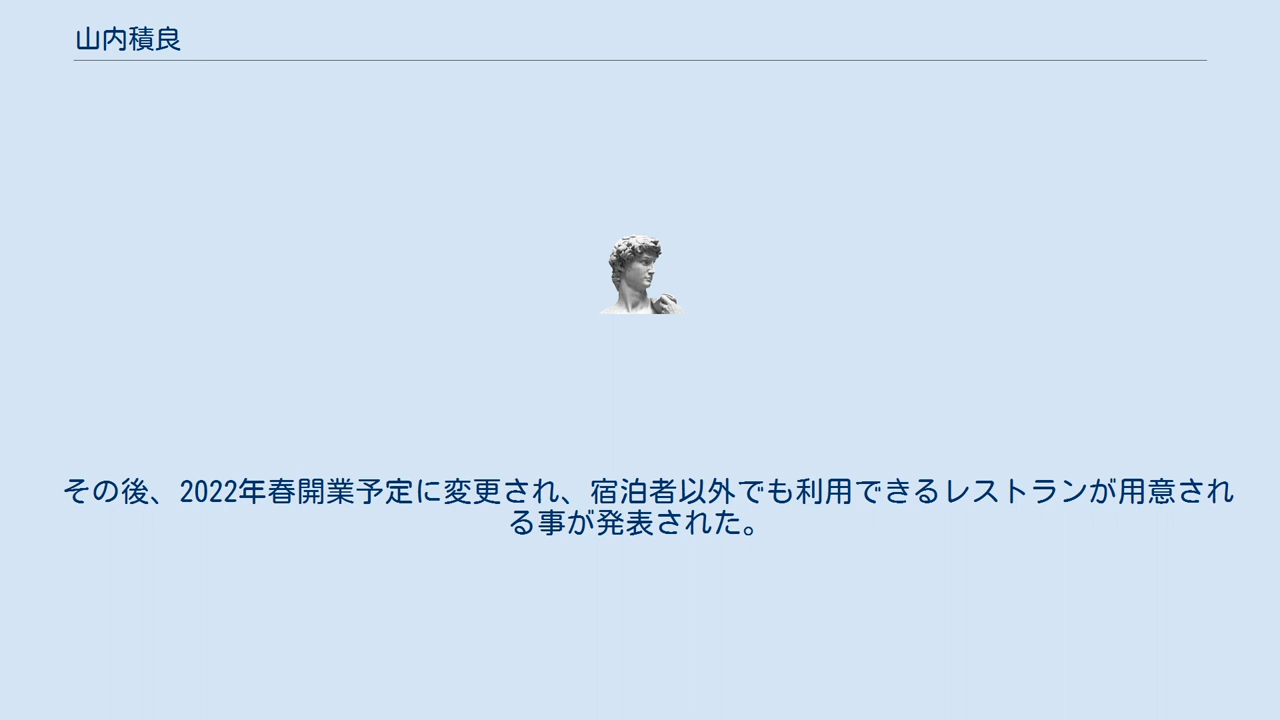 山内積良
その後、2022年春開業予定に変更され、宿泊者以外でも利用できるレストランが用意され
る事が発表された。